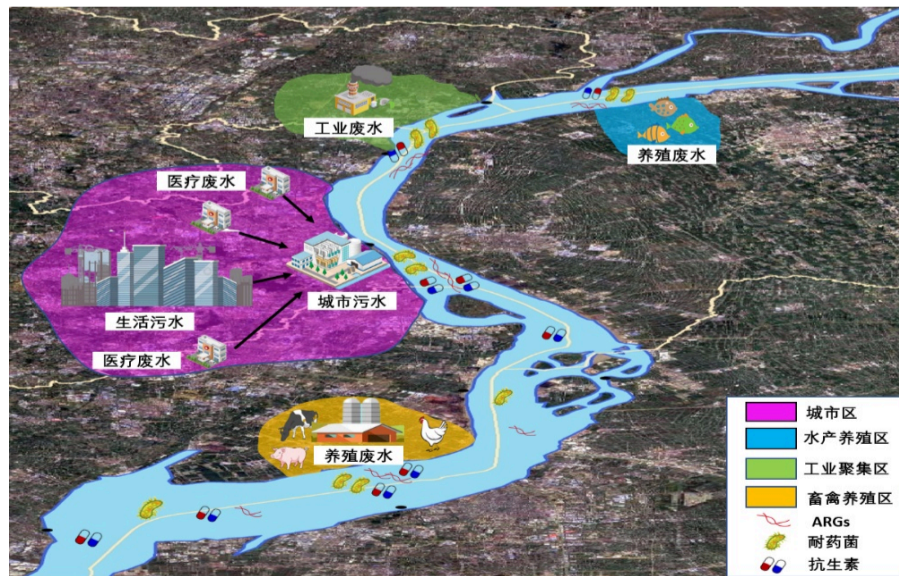 工业废水
养殖废水
医疗废水
城市污水
生活污水
医疗废水
养殖废水
城市区
水产养殖区
工业聚集区
畜禽养殖区
ARGs
耐药菌
抗生素